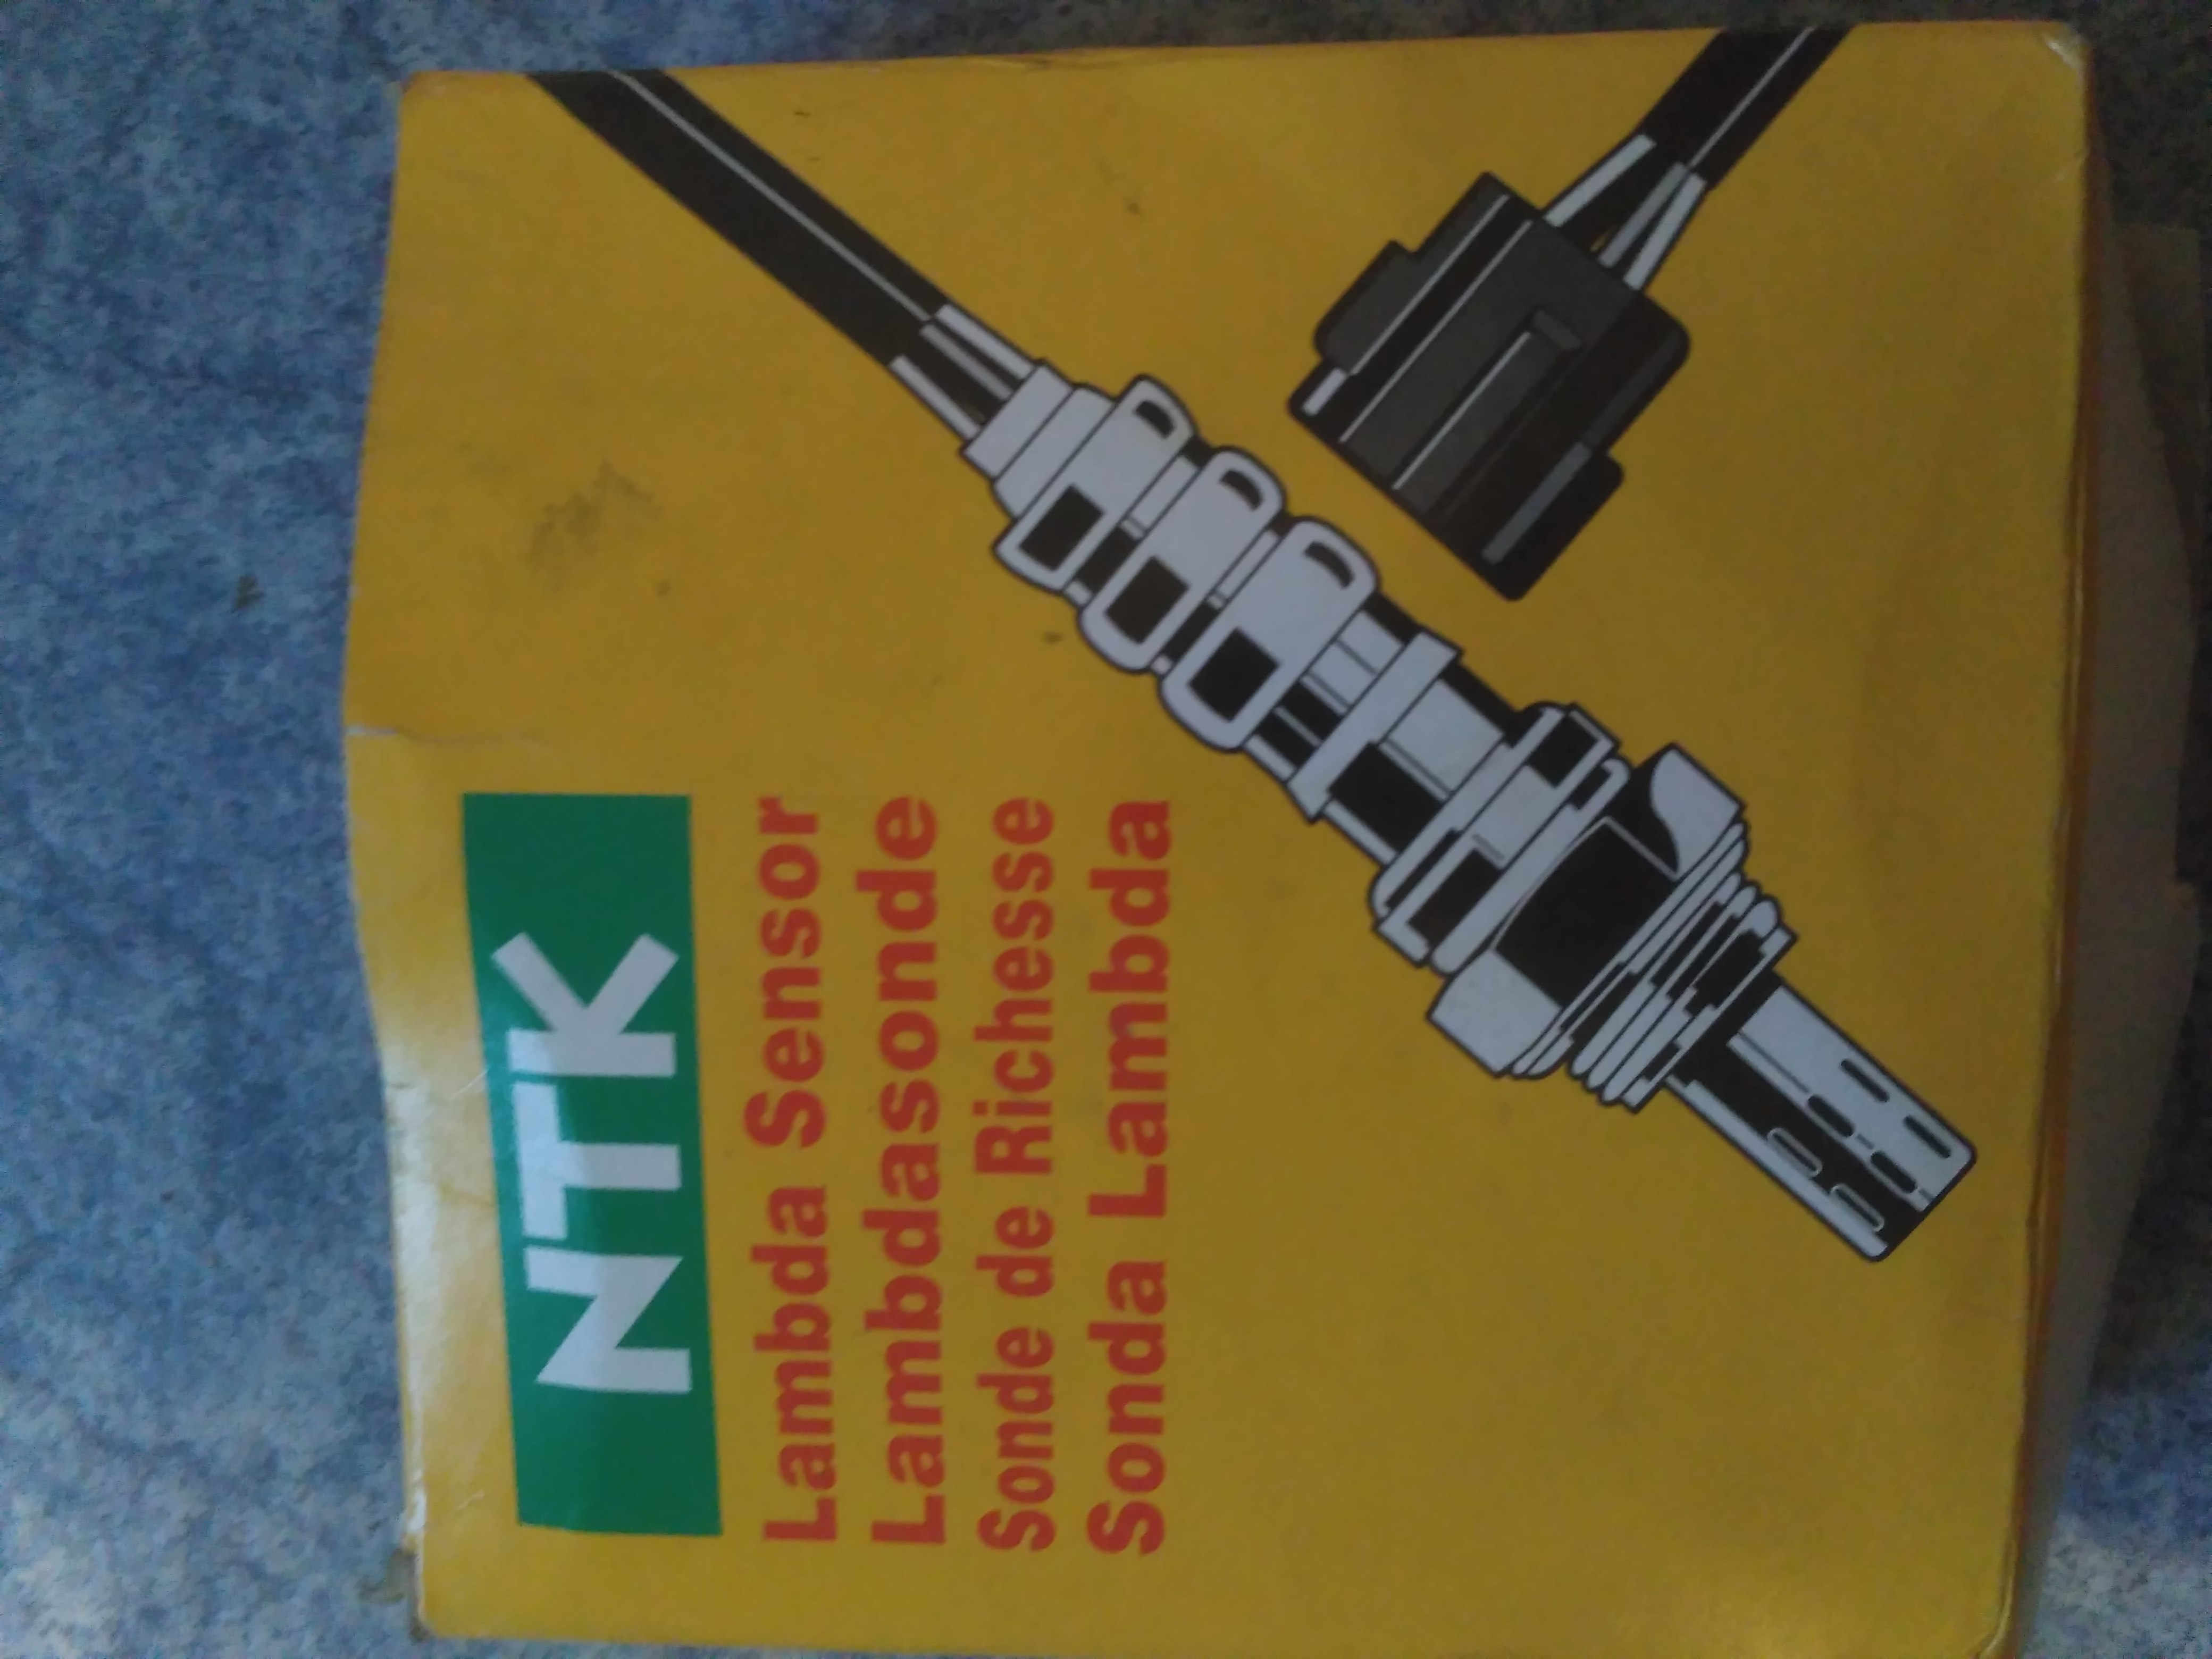 NTK
Lambda Sensor
Lambdasonde
Sonde de Richesse
Sonda Lambda